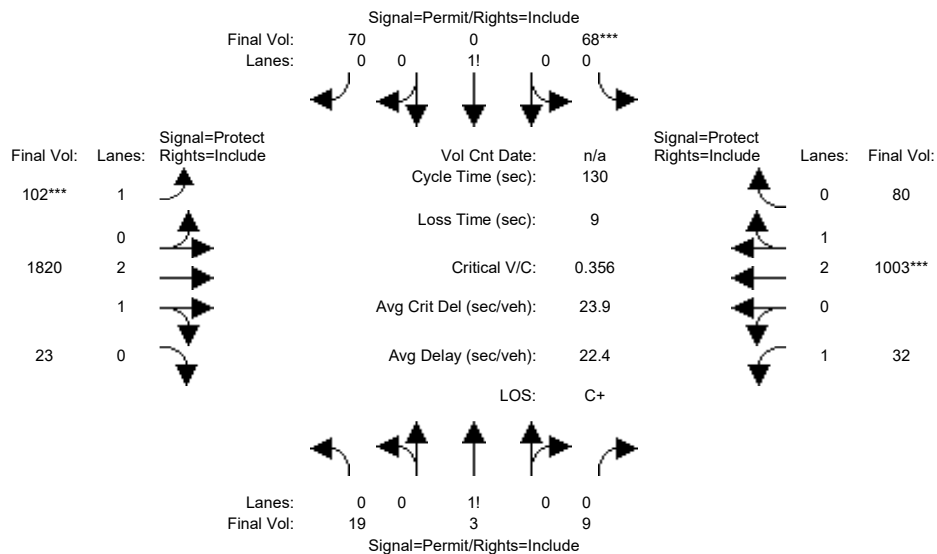 Signal=Permit/Rights=Include
Final Vol: 70 0 68***
Lanes: 0 0 1! 0 0
Signal=Protect
Final Vol: Lanes: Rights=Include
Vol Cnt Date: n/a
Signal=Protect
Rights=Include Lanes: Final Vol:
Cycle Time (sec): 130
102*** 1
0 80
Loss Time (sec): 9
0
1
1820 2
Critical V/C: 0.356
2 1003***
1
Avg Crit Del (sec/veh): 23.9
0
23 0
Avg Delay (sec/veh): 22.4
1 32
LOS: C+
Lanes: 0 0 1! 0 0
Final Vol: 19 3 9
Signal=Permit/Rights=Include